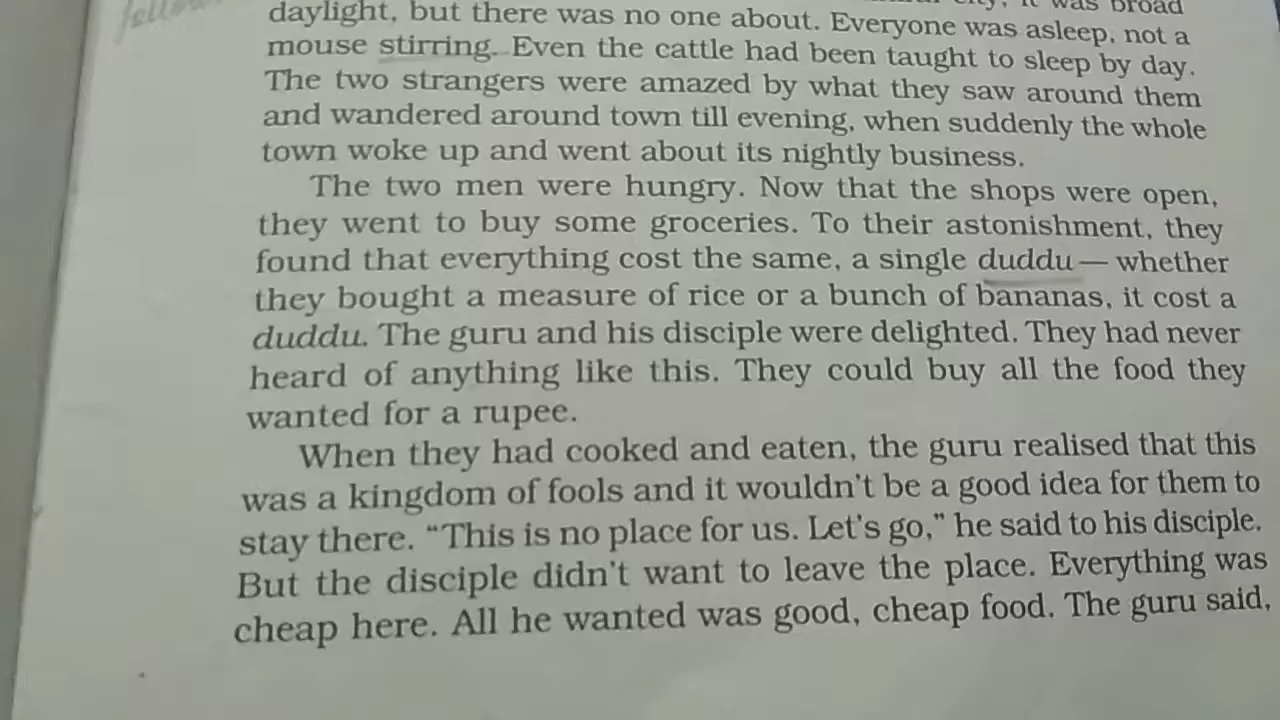 was broad
daylight, but there was no one about. Everyone was asleep, not a
mouse stirring. Even the cattle had been taught to sleep by day.
The two strangers were amazed by what they saw around them
and wandered around town till evening, when suddenly the whole
town woke up and went about its nightly business.
The two men were hungry. Now that the shops were open,
they went to buy some groceries. To their astonishment, they
found that everything cost the same, a single duddu — whether
they bought a measure of rice or a bunch of bananas, it cost a
duddu. The guru and his disciple were delighted. They had never
heard of anything like this. They could buy all the food they
wanted for a rupee.
When they had cooked and eaten, the guru realised that this
was a kingdom of fools and it wouldn't be a good idea for them to
stay there. “This is no place for us. Let's go,” he said to his disciple.
But the disciple didn't want to leave the place. Everything was
cheap here. All he wanted was good, cheap food. The guru said,